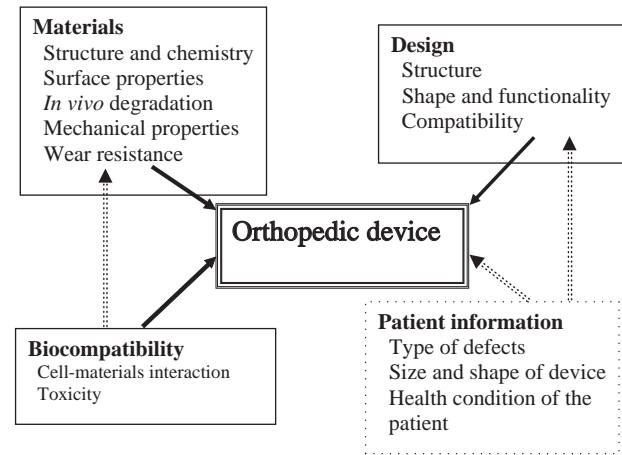 Materials
Structure and chemistry
Surface properties
In vivo degradation
Mechanical properties
Wear resistance
Design
Structure
Shape and functionality
Compatibility
Orthopedic device
Biocompatibility
Cell-materials interaction
Toxicity
Patient information
Type of defects
Size and shape of device
Health condition of the
patient